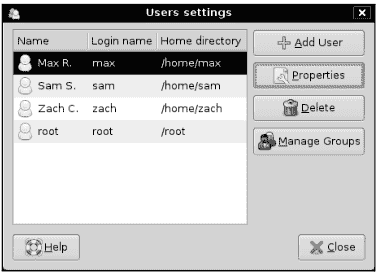 Users settings
Name Login name Home directory
Max R. max /home/max
Sam S. sam /home/sam
Zach C. zach /home/zach
root root /root
Add User
Properties
Delete
Manage Groups
Help
Close